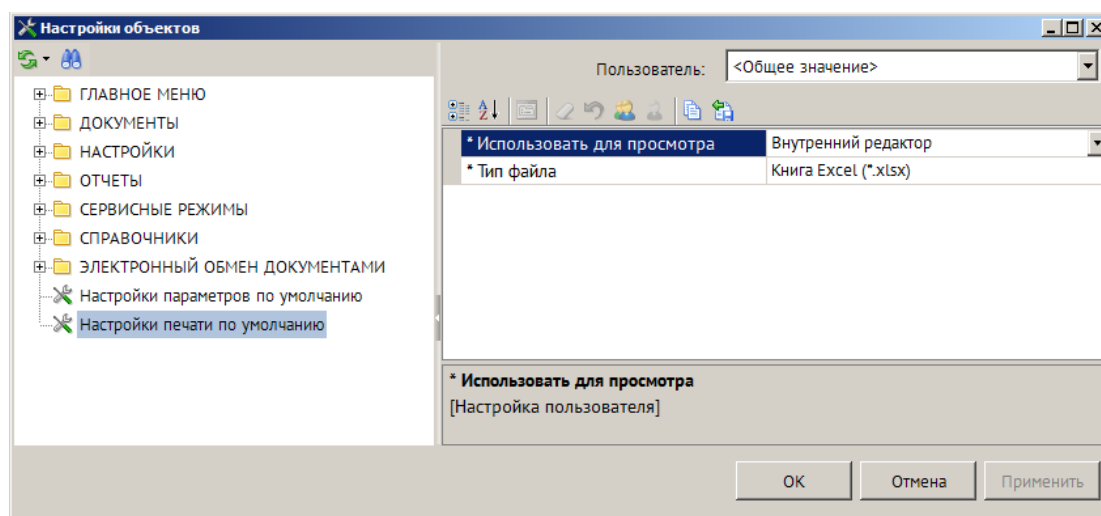 Настройки объектов
Пользователь: <Общее значение>
ГЛАВНОЕ МЕНЮ
ДОКУМЕНТЫ
НАСТРОЙКИ
ОТЧЕТЫ
СЕРВИСНЫЕ РЕЖИМЫ
СПРАВОЧНИКИ
ЭЛЕКТРОННЫЙ ОБМЕН ДОКУМЕНТАМИ
Настройки параметров по умолчанию
Настройки печати по умолчанию
* Использовать для просмотра Внутренний редактор
* Тип файла Книга Excel (*.xlsx)
* Использовать для просмотра
[Настройка пользователя]
OK Отмена Применить